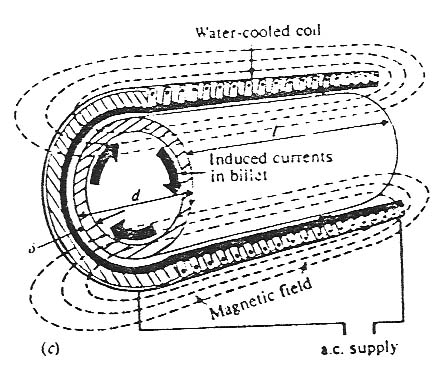 Water-cooled coil
l
Induced currents
in billet
d
δ
Magnetic field
(c)
a.c. supply